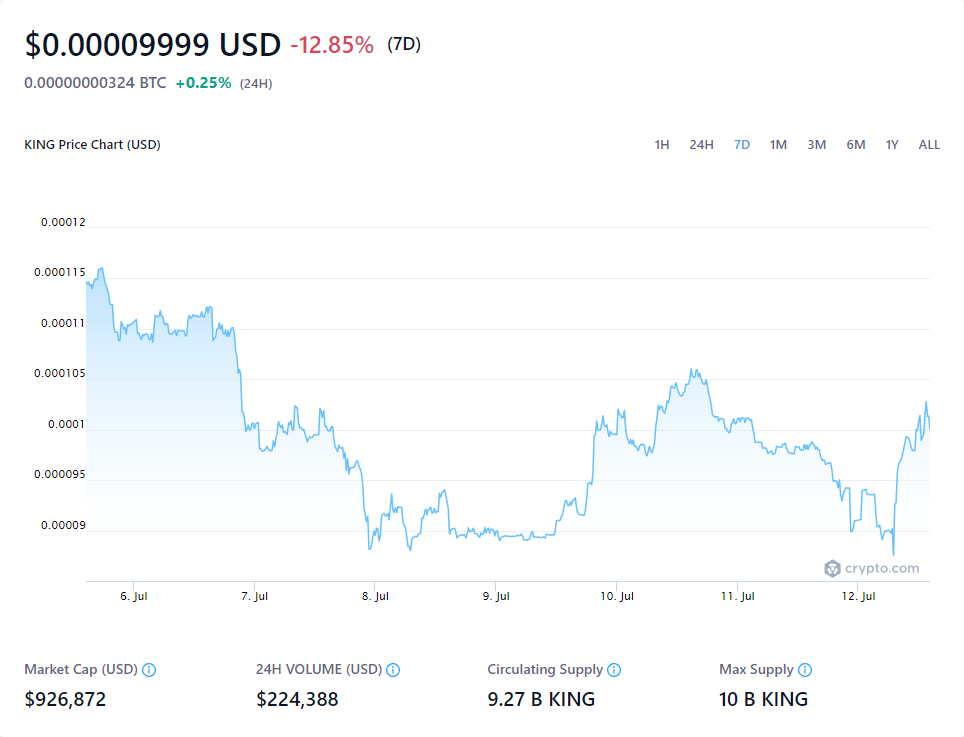 $0.00009999 USD -12.85% (7D)
0.00000000324 BTC +0.25% (24H)
KING Price Chart (USD)
1H 24H 7D 1M 3M 6M 1Y ALL
0.00012
0.000115
0.00011
0.000105
0.0001
0.000095
0.00009
crypto.com
6. Jul 7. Jul 8. Jul 9. Jul 10. Jul 11. Jul 12. Jul
Market Cap (USD) 24H VOLUME (USD) Circulating Supply Max Supply
$926,872 $224,388 9.27 B KING 10 B KING